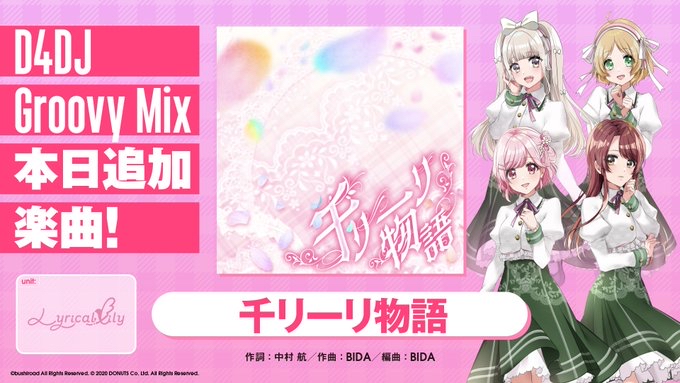 D4DJ
Groovy Mix
本日追加
楽曲!
千リーリ物語
unit:
Lyrical Lily
千リーリ物語
作詞：中村 航／作曲：BIDA／編曲：BIDA
©bushiroad All Rights Reserved. © 2020 DONUTS Co. Ltd. All Rights Reserved.